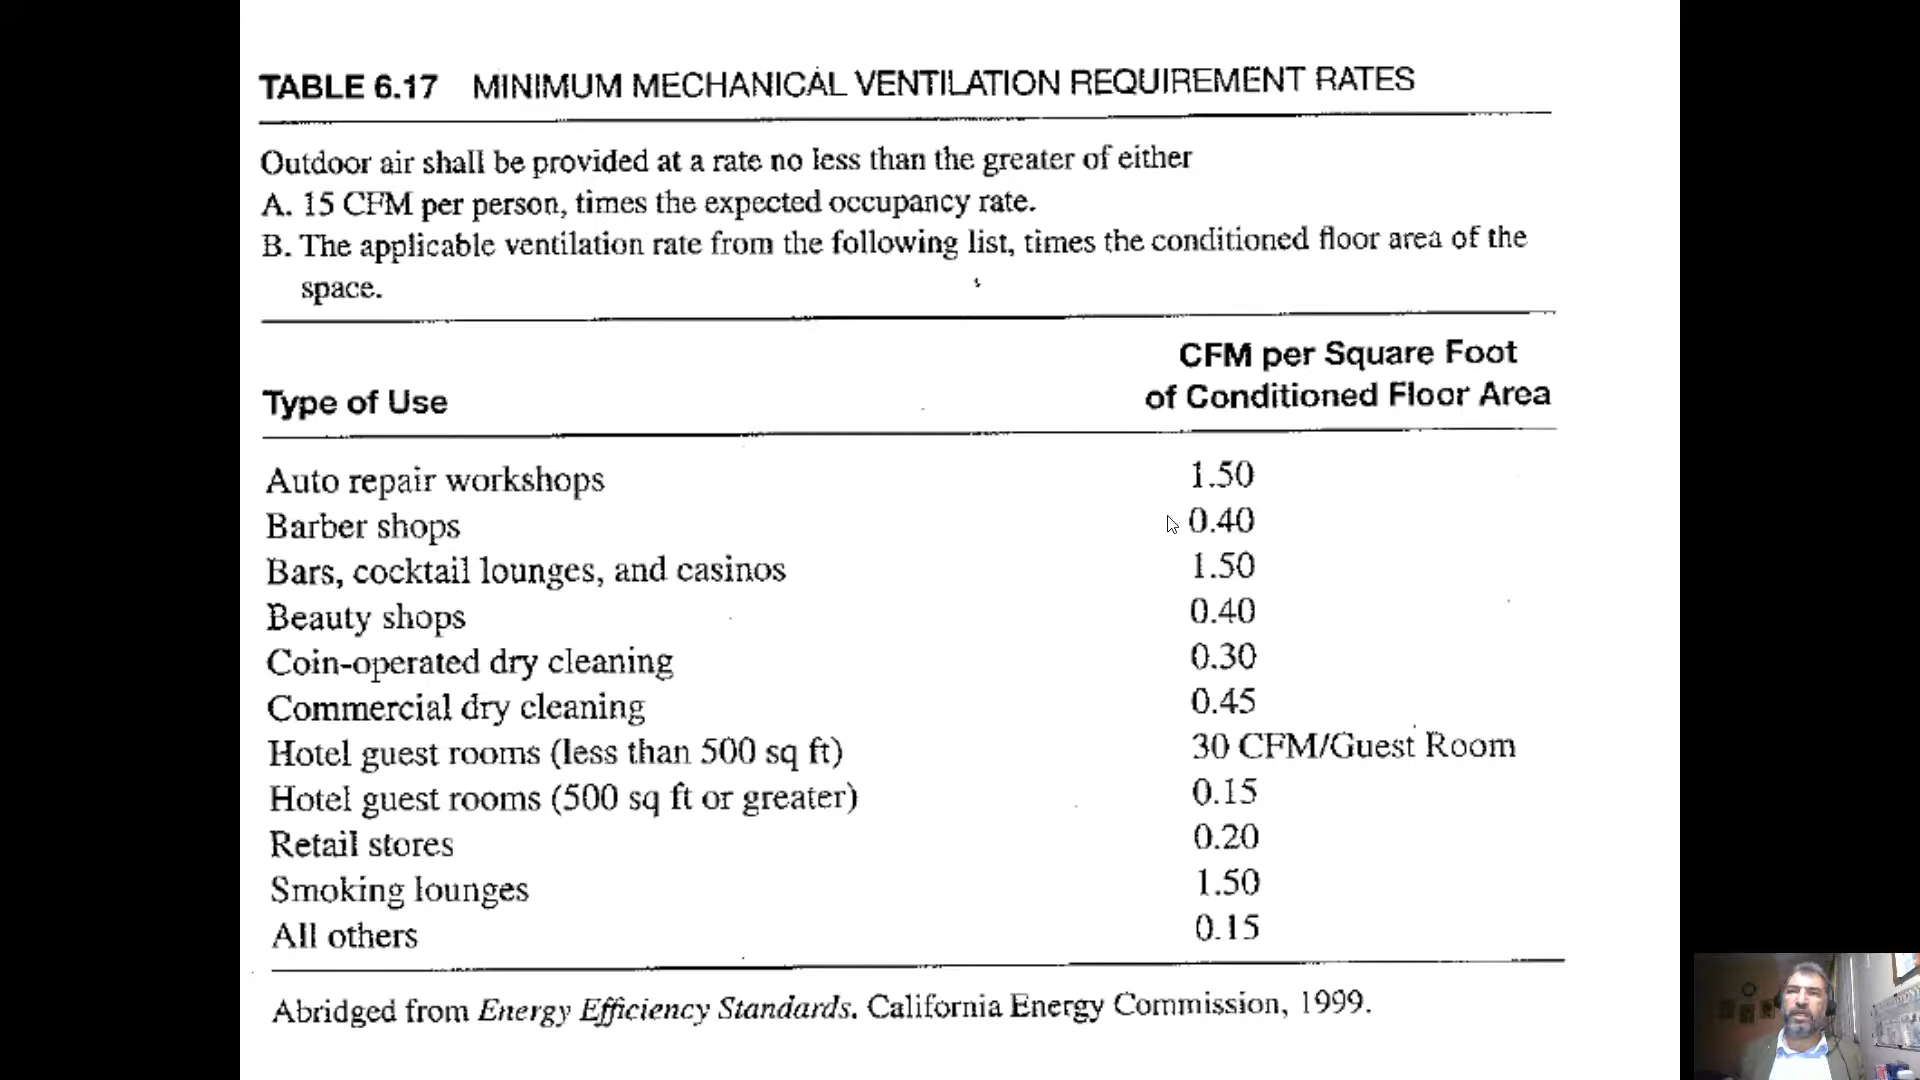 TABLE 6.17 MINIMUM MECHANICAL VENTILATION REQUIREMENT RATES
Outdoor air shall be provided at a rate no less than the greater of either
A. 15 CFM per person, times the expected occupancy rate.
B. The applicable ventilation rate from the following list, times the conditioned floor area of the
space.
CFM per Square Foot
Type of Use of Conditioned Floor Area
Auto repair workshops 1.50
Barber shops 0.40
Bars, cocktail lounges, and casinos 1.50
Beauty shops 0.40
Coin-operated dry cleaning 0.30
Commercial dry cleaning 0.45
Hotel guest rooms (less than 500 sq ft) 30 CFM/Guest Room
Hotel guest rooms (500 sq ft or greater) 0.15
Retail stores 0.20
Smoking lounges 1.50
All others 0.15
Abridged from Energy Efficiency Standards. California Energy Commission, 1999.